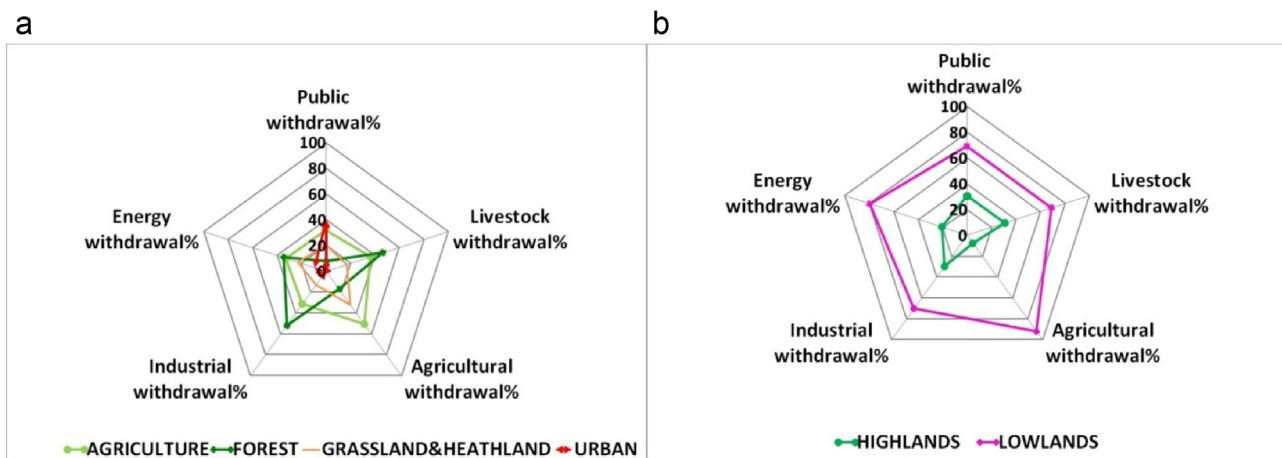 a
Public
withdrawal%
100
80
60
40
20
0
Livestock
withdrawal%
Agricultural
withdrawal%
Industrial
withdrawal%
Energy
withdrawal%
AGRICULTURE FOREST GRASSLAND&HEATHLAND URBAN
b
Public
withdrawal%
100
80
60
40
20
0
Livestock
withdrawal%
Agricultural
withdrawal%
Industrial
withdrawal%
Energy
withdrawal%
HIGHLANDS LOWLANDS